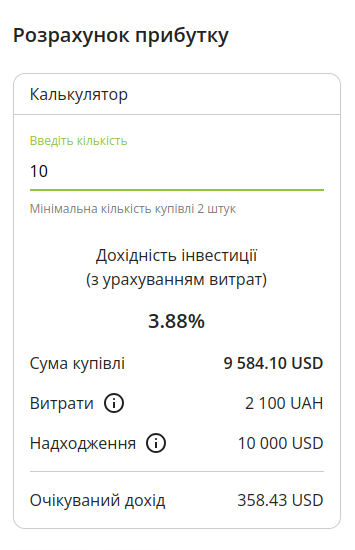 Розрахунок прибутку
Калькулятор
Введіть кількість
10
Мінімальна кількість купівлі 2 штук
Дохідність інвестиції
(з урахуванням витрат)
3.88%
Сума купівлі 9 584.10 USD
Витрати 2 100 UAH
Надходження 10 000 USD
Очікуваний дохід 358.43 USD